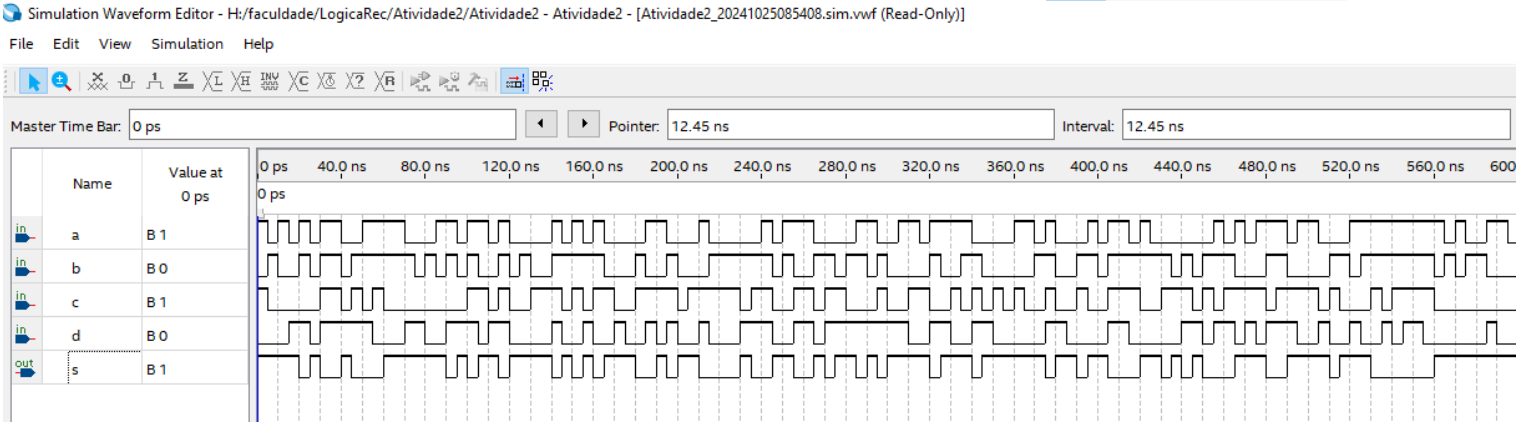 Simulation Waveform Editor - H:/faculdade/LogicaRec/Atividade2/Atividade2 - Atividade2 - [Atividade2_20241025085408.sim.vwf (Read-Only)]
File Edit View Simulation Help
Master Time Bar: 0 ps Pointer: 12.45 ns Interval: 12.45 ns
Name Value at 0 ps
0 ps 40.0 ns 80.0 ns 120.0 ns 160.0 ns 200.0 ns 240.0 ns 280.0 ns 320.0 ns 360.0 ns 400.0 ns 440.0 ns 480.0 ns 520.0 ns 560.0 ns 600
0 ps
in a B 1
in b B 0
in c B 1
in d B 0
out s B 1